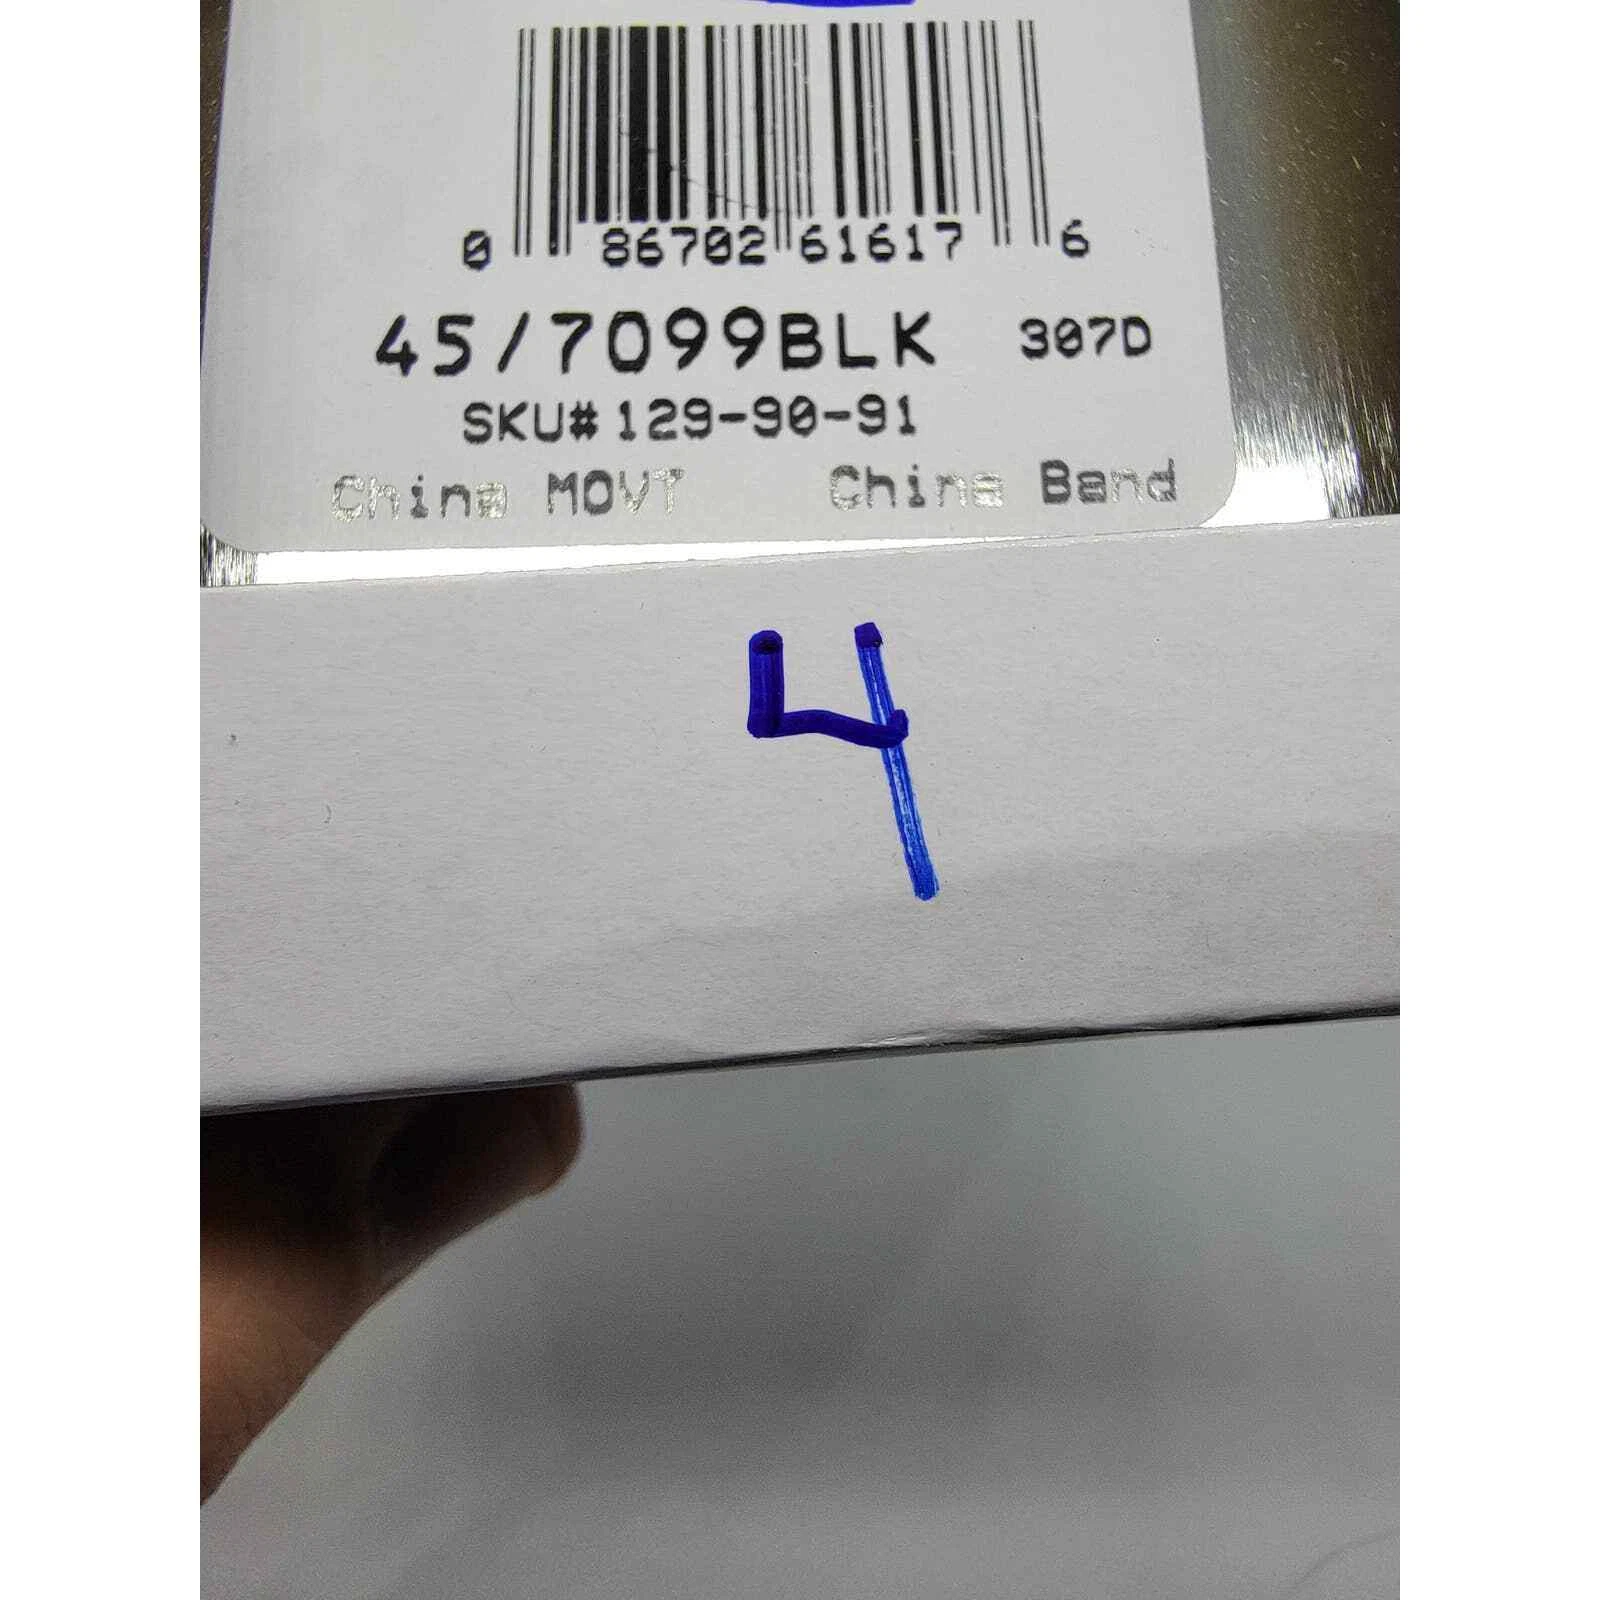 0 86702 61617 6
45/7099BLK 307D
SKU# 129-90-91
China MOVT China Band
4